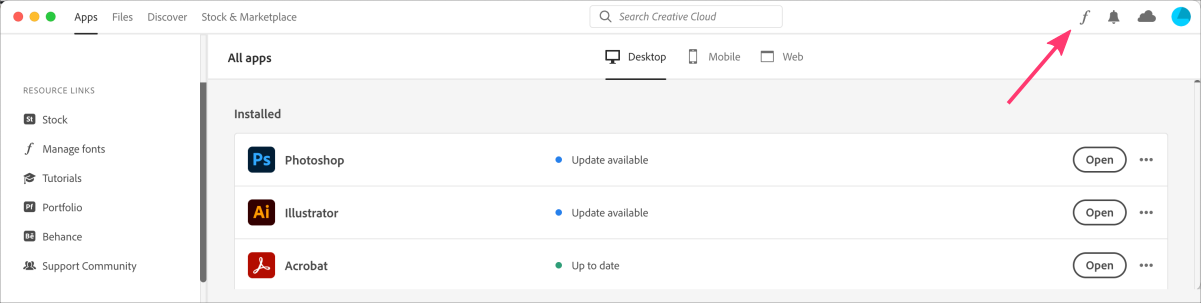 Apps Files Discover Stock & Marketplace Search Creative Cloud f
All apps Desktop Mobile Web
RESOURCE LINKS
St Stock
f Manage fonts
Tutorials
Pf Portfolio
Bē Behance
Support Community
Installed
Ps Photoshop Update available Open
Ai Illustrator Update available Open
Acrobat Up to date Open